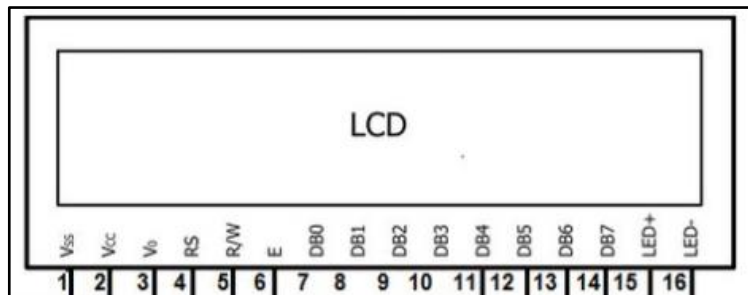 LCD
Vss Vcc V₀ RS R/W E DB0 DB1 DB2 DB3 DB4 DB5 DB6 DB7 LED+ LED-
1 2 3 4 5 6 7 8 9 10 11 12 13 14 15 16